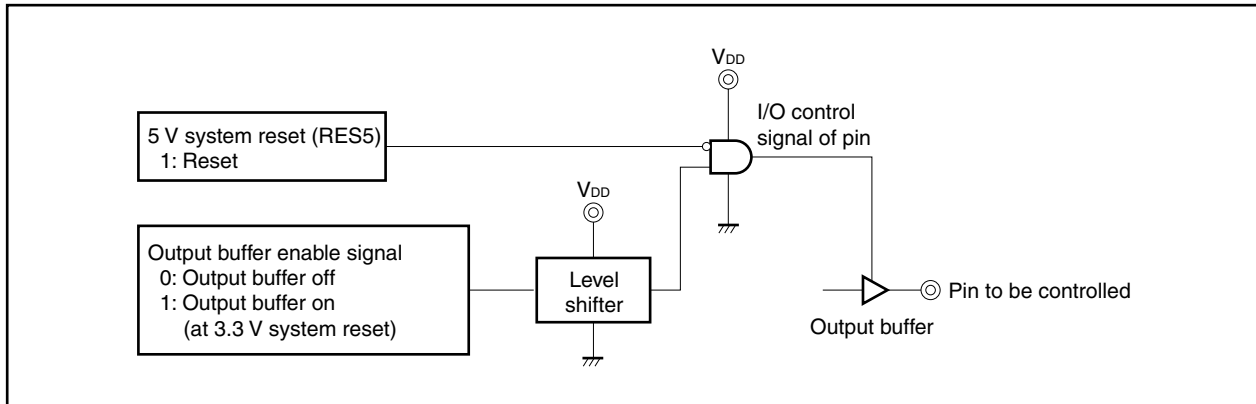 VDD
5 V system reset (RES5)
1: Reset
I/O control
signal of pin
VDD
Output buffer enable signal
0: Output buffer off
1: Output buffer on
(at 3.3 V system reset)
Level
shifter
Pin to be controlled
Output buffer